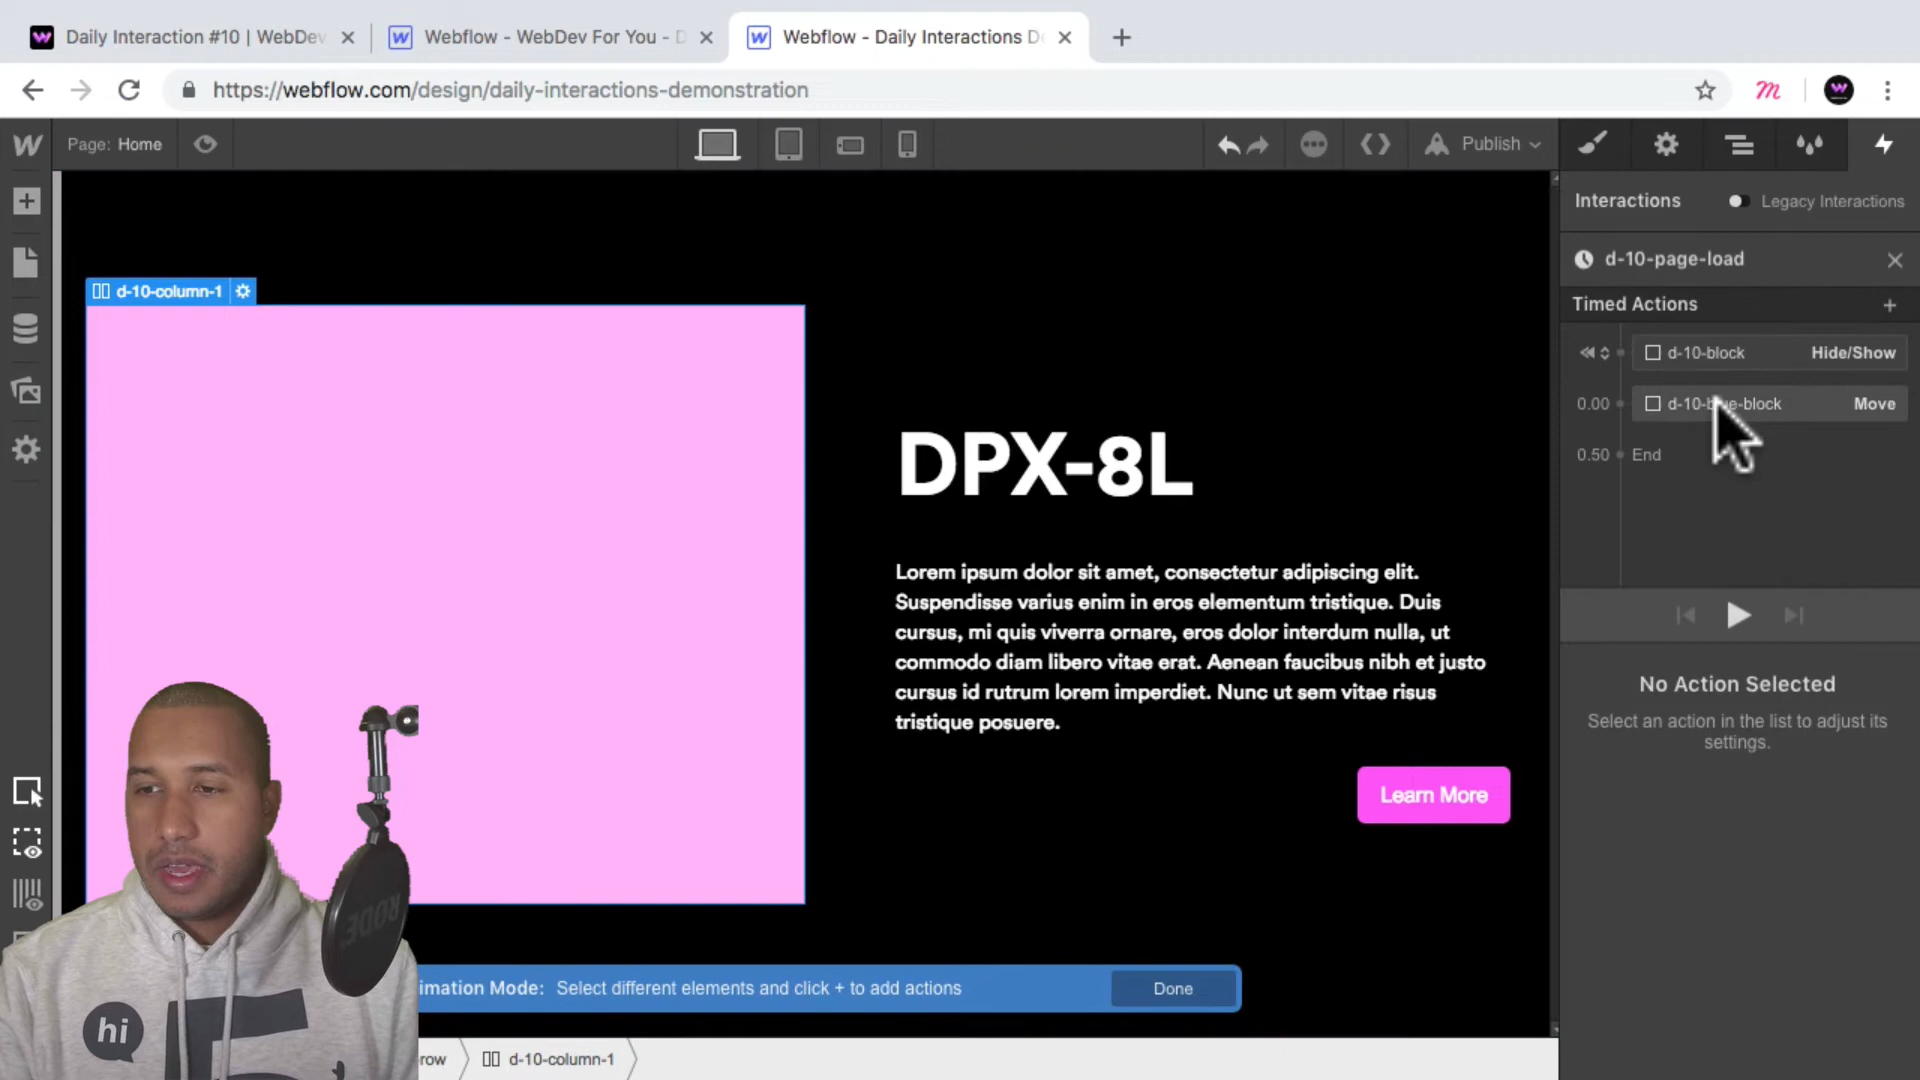 Daily Interaction #10 | WebDev
Webflow - WebDev For You - D
Webflow - Daily Interactions De
https://webflow.com/design/daily-interactions-demonstration
Page: Home
Publish
Interactions
Legacy Interactions
d-10-page-load
Timed Actions
d-10-block Hide/Show
0.00 Move
0.50 End
d-10-column-1
DPX-8L
Lorem ipsum dolor sit amet, consectetur adipiscing elit.
Suspendisse varius enim in eros elementum tristique. Duis
cursus, mi quis viverra ornare, eros dolor interdum nulla, ut
commodo diam libero vitae erat. Aenean faucibus nibh et justo
cursus id rutrum lorem imperdiet. Nunc ut sem vitae risus
tristique posuere.
Learn More
No Action Selected
Select an action in the list to adjust its
settings.
imation Mode: Select different elements and click + to add actions
Done
row
d-10-column-1
hi
RODE